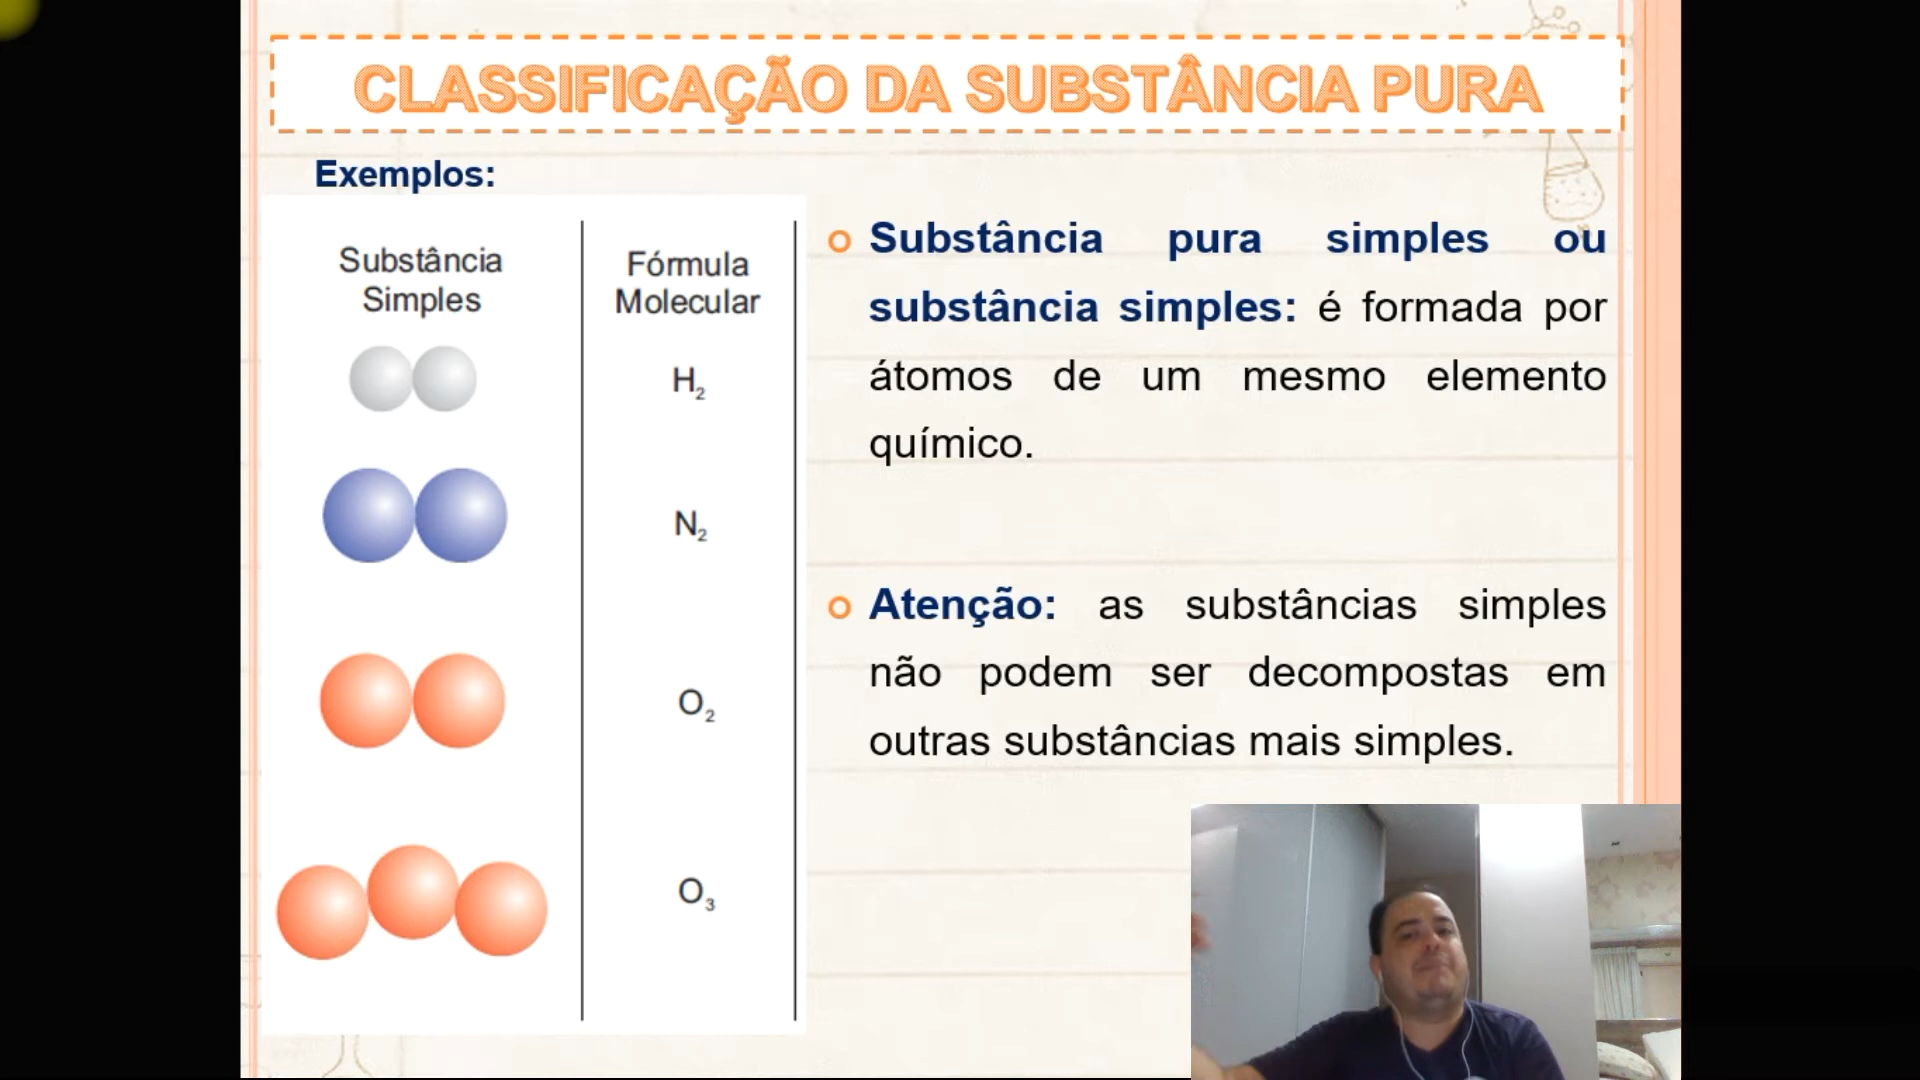 CLASSIFICAÇÃO DA SUBSTÂNCIA PURA
Exemplos:
Substância
Simples
Fórmula
Molecular
H₂
N₂
O₂
O₃
Substância pura simples ou
substância simples: é formada por
átomos de um mesmo elemento
químico.
Atenção: as substâncias simples
não podem ser decompostas em
outras substâncias mais simples.